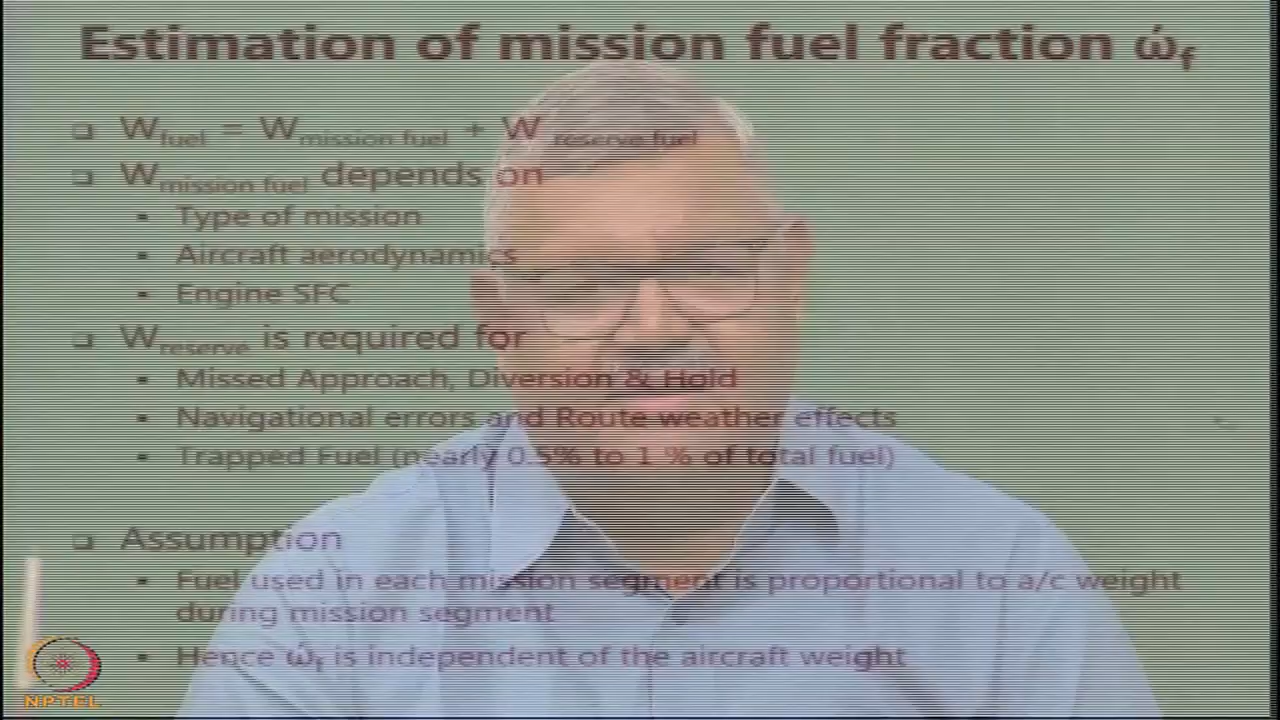 Estimation of mission fuel fraction ώf
❑ Wfuel = Wmission fuel + W reserve fuel
❑ Wmission fuel depends on
▪ Type of mission
▪ Aircraft aerodynamics
▪ Engine SFC
❑ Wreserve is required for
▪ Missed Approach, Diversion & Hold
▪ Navigational errors and Route weather effects
▪ Trapped Fuel (nearly 0.5% to 1 % of total fuel)
❑ Assumption
▪ Fuel used in each mission segment is proportional to a/c weight
during mission segment
▪ Hence ώf is independent of the aircraft weight
NPTEL